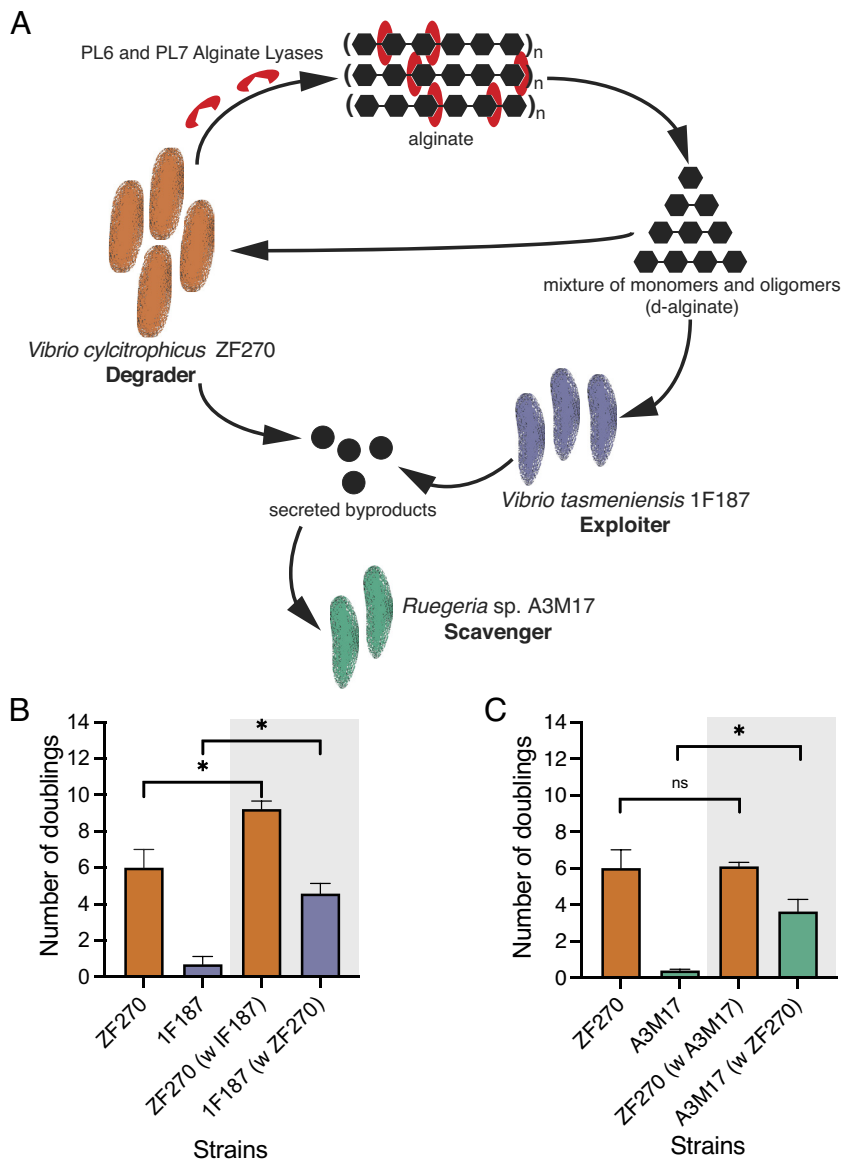 A
PL6 and PL7 Alginate Lyases
( )n
( )n
( )n
alginate
mixture of monomers and oligomers
(d-alginate)
Vibrio cylcitrophicus ZF270
Degrader
secreted byproducts
Vibrio tasmeniensis 1F187
Exploiter
Ruegeria sp. A3M17
Scavenger
B
Number of doublings
14
12
10
8
6
4
2
0
*
*
ZF270
1F187
ZF270 (w IF187)
1F187 (w ZF270)
Strains
C
Number of doublings
14
12
10
8
6
4
2
0
*
ns
ZF270
A3M17
ZF270 (w A3M17)
A3M17 (w ZF270)
Strains